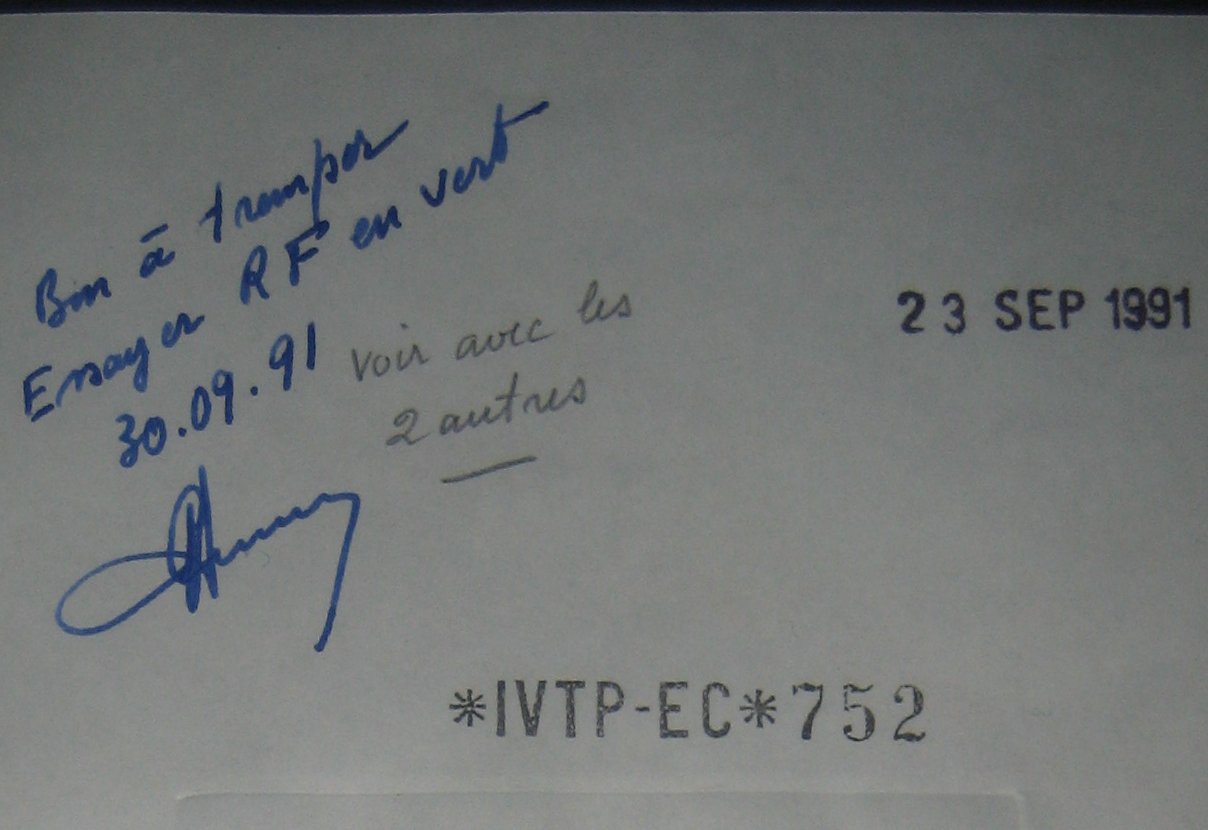 Bon à tremper
Essayer RF en vert
30.09.91
voir avec les
2 autres
23 SEP 1991
*IVTP-EC*752